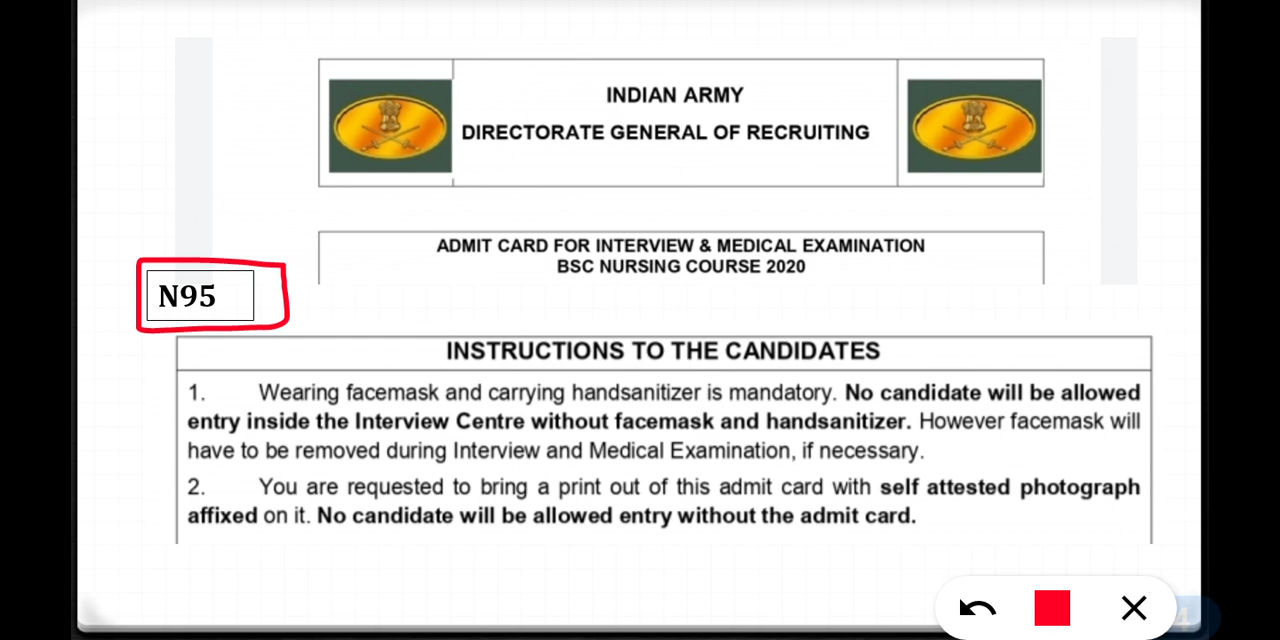 INDIAN ARMY
DIRECTORATE GENERAL OF RECRUITING
ADMIT CARD FOR INTERVIEW & MEDICAL EXAMINATION
BSC NURSING COURSE 2020
N95
INSTRUCTIONS TO THE CANDIDATES
1. Wearing facemask and carrying handsanitizer is mandatory. No candidate will be allowed
entry inside the Interview Centre without facemask and handsanitizer. However facemask will
have to be removed during Interview and Medical Examination, if necessary.
2. You are requested to bring a print out of this admit card with self attested photograph
affixed on it. No candidate will be allowed entry without the admit card.
4